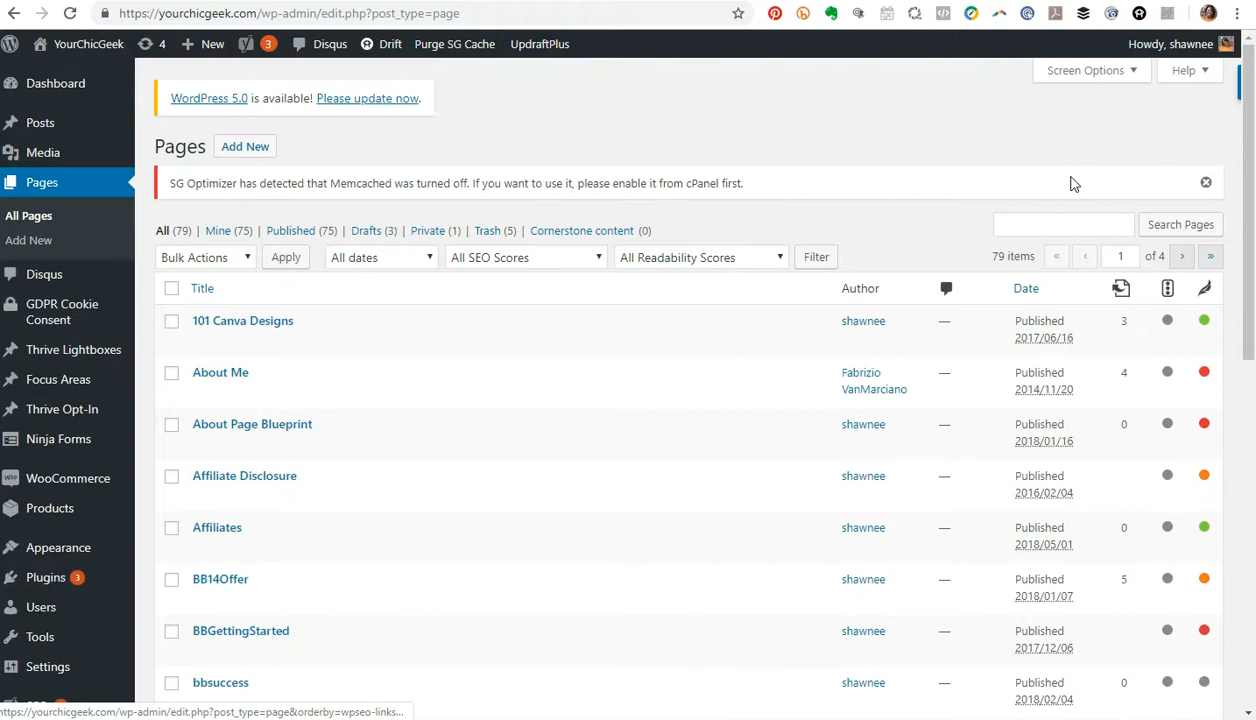 https://yourchicgeek.com/wp-admin/edit.php?post_type=page
YourChicGeek 4 New 3 Disqus Drift Purge SG Cache UpdraftPlus Howdy, shawnee
Screen Options Help
Dashboard
Posts
Media
Pages
All Pages
Add New
Disqus
GDPR Cookie
Consent
Thrive Lightboxes
Focus Areas
Thrive Opt-In
Ninja Forms
WooCommerce
Products
Appearance
Plugins 3
Users
Tools
Settings
WordPress 5.0 is available! Please update now.
Pages Add New
SG Optimizer has detected that Memcached was turned off. If you want to use it, please enable it from cPanel first.
All (79) | Mine (75) | Published (75) | Drafts (3) | Private (1) | Trash (5) | Cornerstone content (0)
Search Pages
Bulk Actions Apply All dates All SEO Scores All Readability Scores Filter 79 items « ‹ 1 of 4 › »
Title Author Date
101 Canva Designs shawnee — Published 3
2017/06/16
About Me Fabrizio — Published 4
VanMarciano 2014/11/20
About Page Blueprint shawnee — Published 0
2018/01/16
Affiliate Disclosure shawnee — Published
2016/02/04
Affiliates shawnee — Published 0
2018/05/01
BB14Offer shawnee — Published 5
2018/01/07
BBGettingStarted shawnee — Published
2017/12/06
bbsuccess shawnee — Published 0
2018/02/04
https://yourchicgeek.com/wp-admin/edit.php?post_type=page&orderby=wpseo-links...